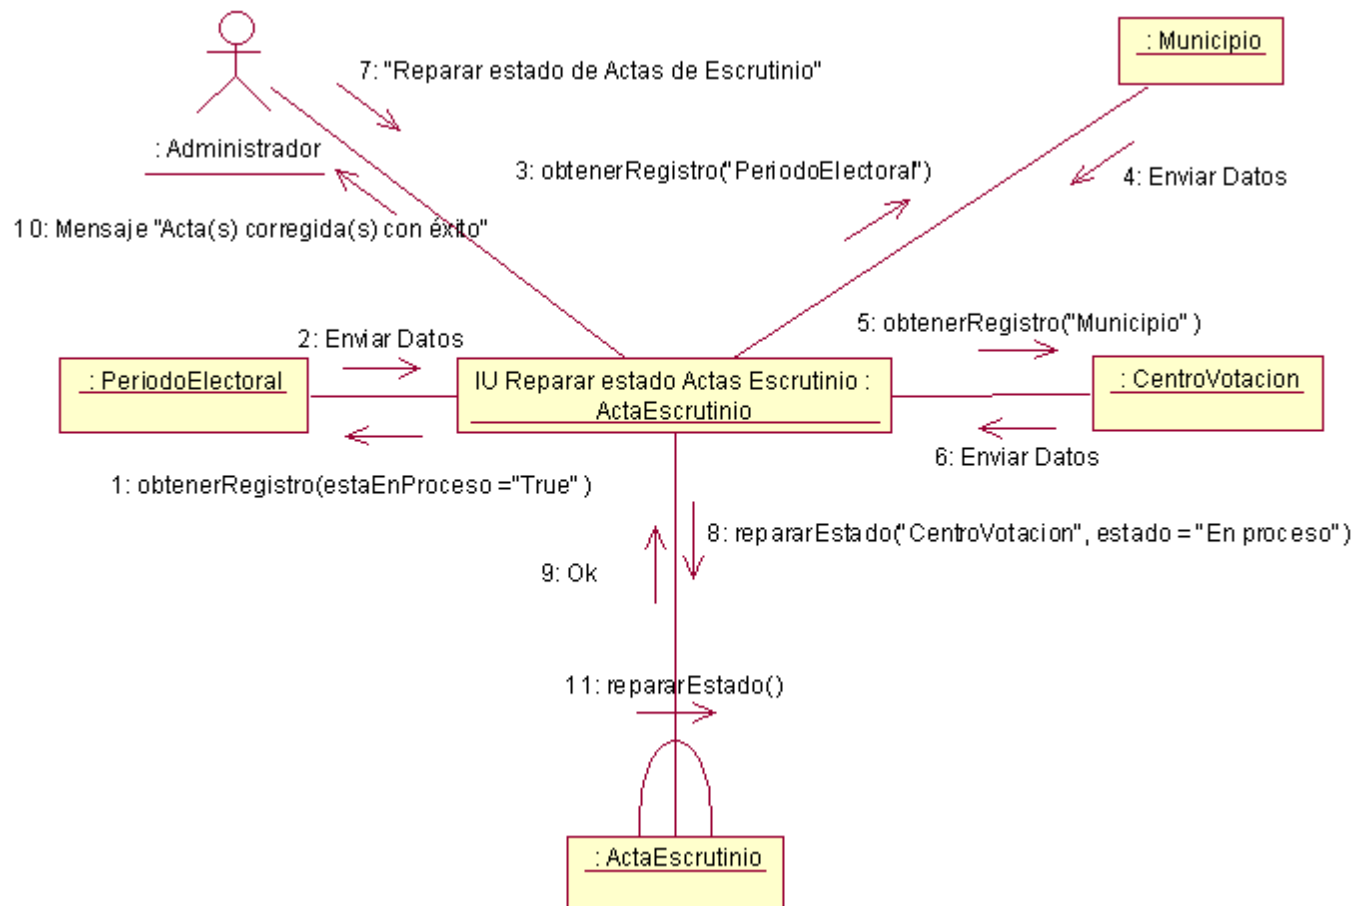 : Municipio
7: "Reparar estado de Actas de Escrutinio"
: Administrador
3: obtenerRegistro("PeriodoElectoral")
4: Enviar Datos
10: Mensaje "Acta(s) corregida(s) con éxito"
5: obtenerRegistro("Municipio" )
2: Enviar Datos
: PeriodoElectoral
IU Reparar estado Actas Escrutinio :
ActaEscrutinio
: CentroVotacion
6: Enviar Datos
1: obtenerRegistro(estaEnProceso ="True" )
8: repararEstado("CentroVotacion", estado = "En proceso")
9: Ok
11: repararEstado()
: ActaEscrutinio